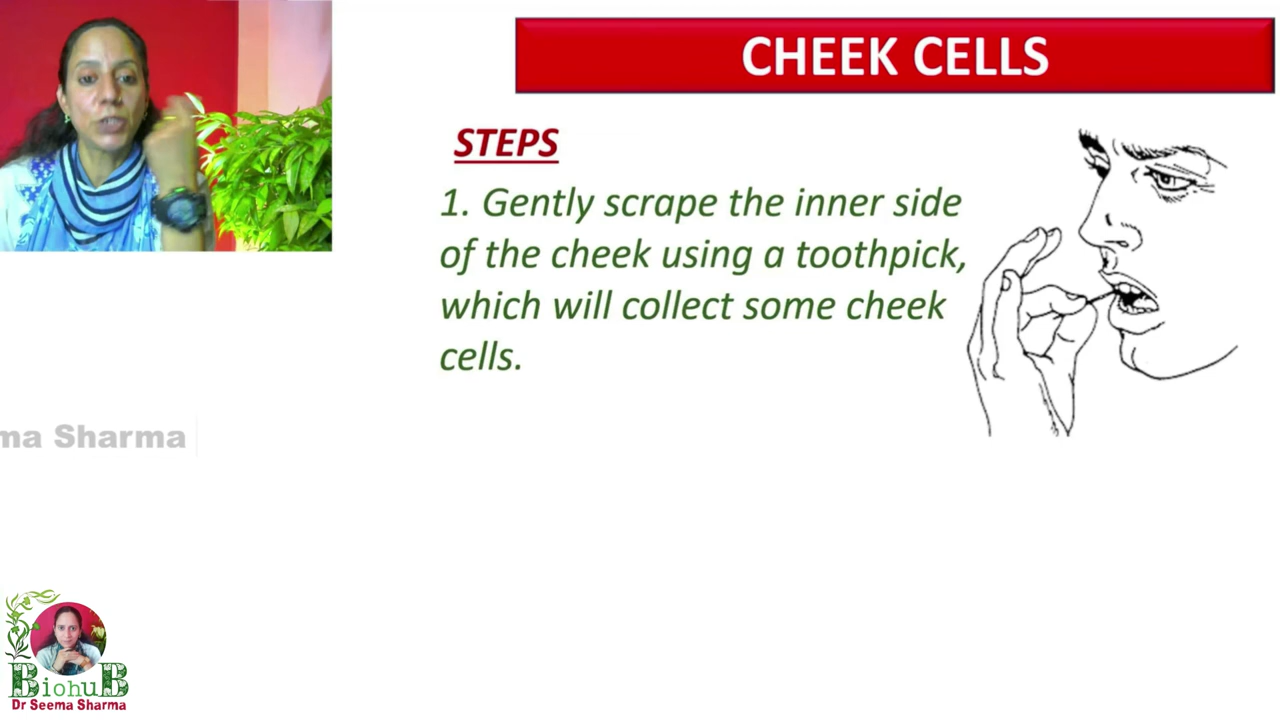 CHEEK CELLS
STEPS
1. Gently scrape the inner side
of the cheek using a toothpick,
which will collect some cheek
cells.
ma Sharma
BiohuB
Dr Seema Sharma